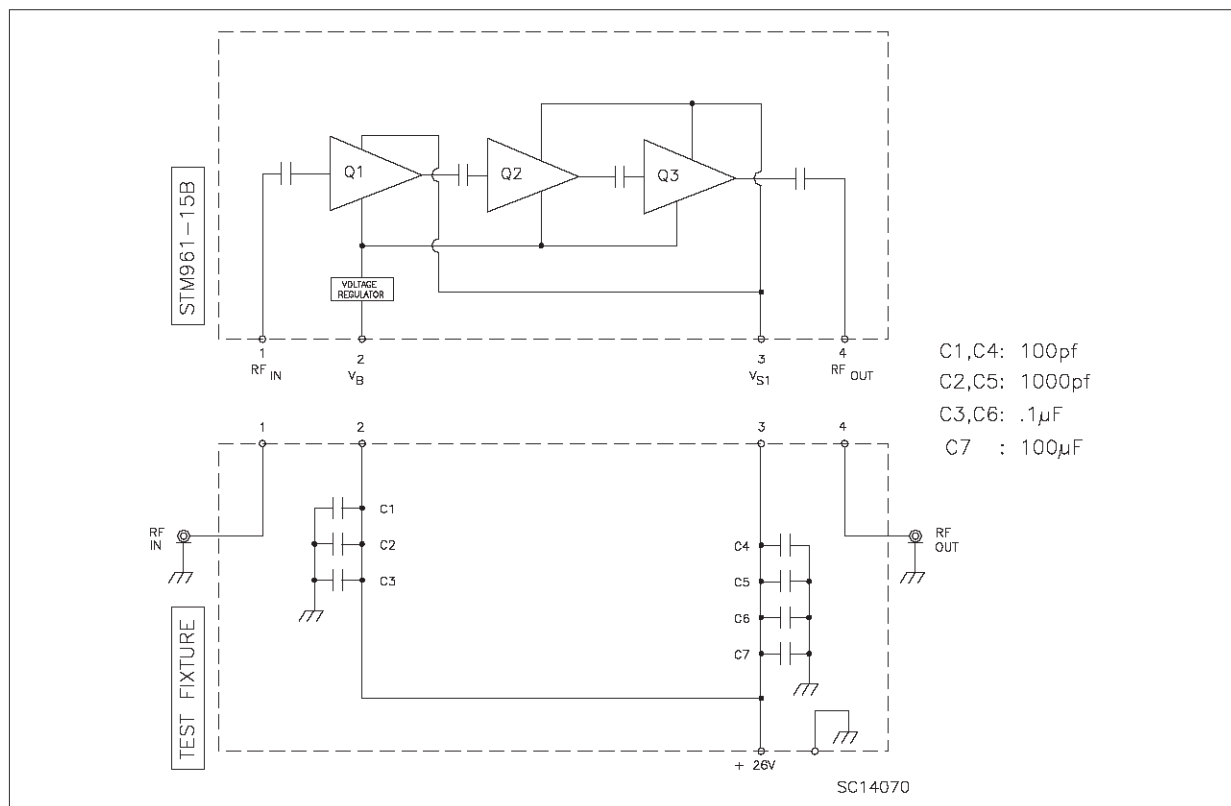 STM961-15B
Q1
Q2
Q3
VOLTAGE
REGULATOR
1
2
3
4
RF IN
VB
VS1
RF OUT
C1,C4: 100pf
C2,C5: 1000pf
C3,C6: .1µF
C7 : 100µF
1
2
3
4
TEST FIXTURE
RF
IN
C1
C2
C3
C4
C5
C6
C7
RF
OUT
+ 26V
SC14070